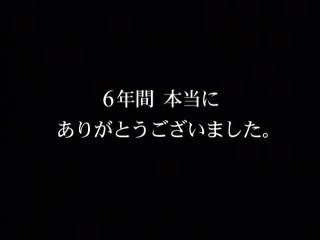 ６年間 本当に
ありがとうございました。